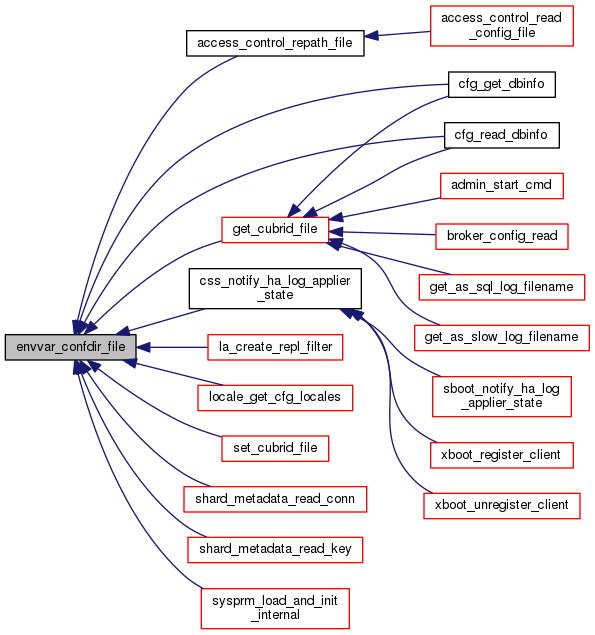 access_control_read
_config_file
access_control_repath_file
cfg_get_dbinfo
cfg_read_dbinfo
admin_start_cmd
get_cubrid_file
broker_config_read
css_notify_ha_log_applier
_state
get_as_sql_log_filename
get_as_slow_log_filename
envvar_confdir_file
la_create_repl_filter
locale_get_cfg_locales
sboot_notify_ha_log
_applier_state
set_cubrid_file
xboot_register_client
shard_metadata_read_conn
xboot_unregister_client
shard_metadata_read_key
sysprm_load_and_init
_internal